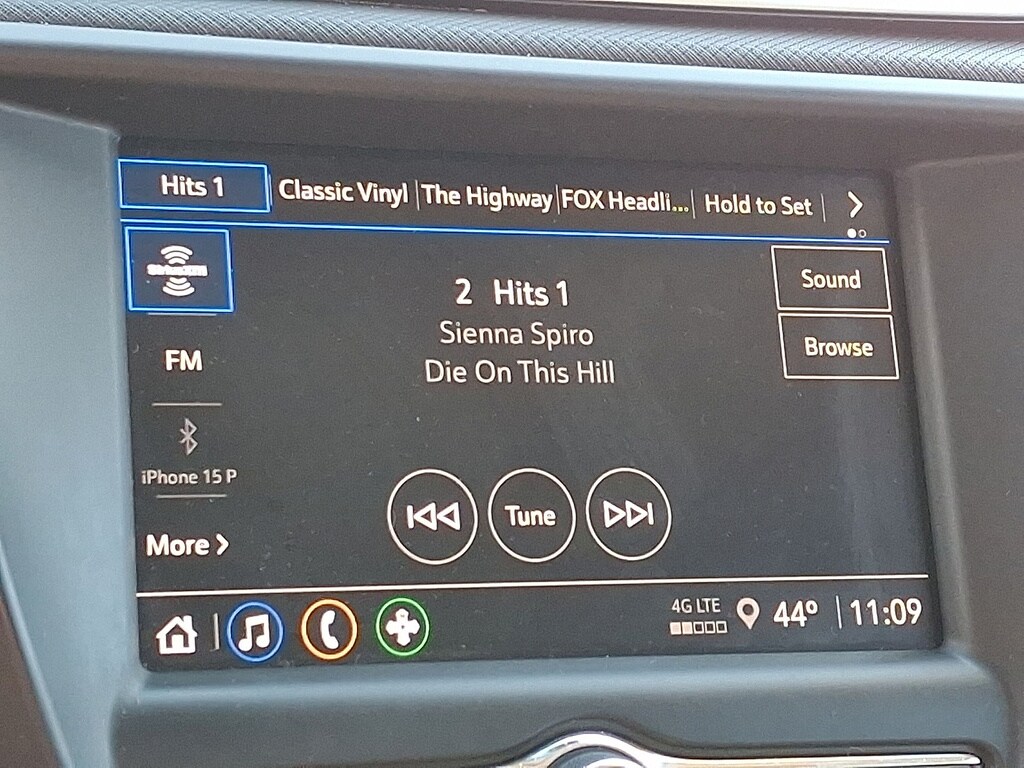 Hits 1 Classic Vinyl The Highway FOX Headli... Hold to Set
SiriusXM
2 Hits 1
Sienna Spiro
Die On This Hill
Sound
Browse
FM
iPhone 15 P
More
Tune
4G LTE
44° 11:09